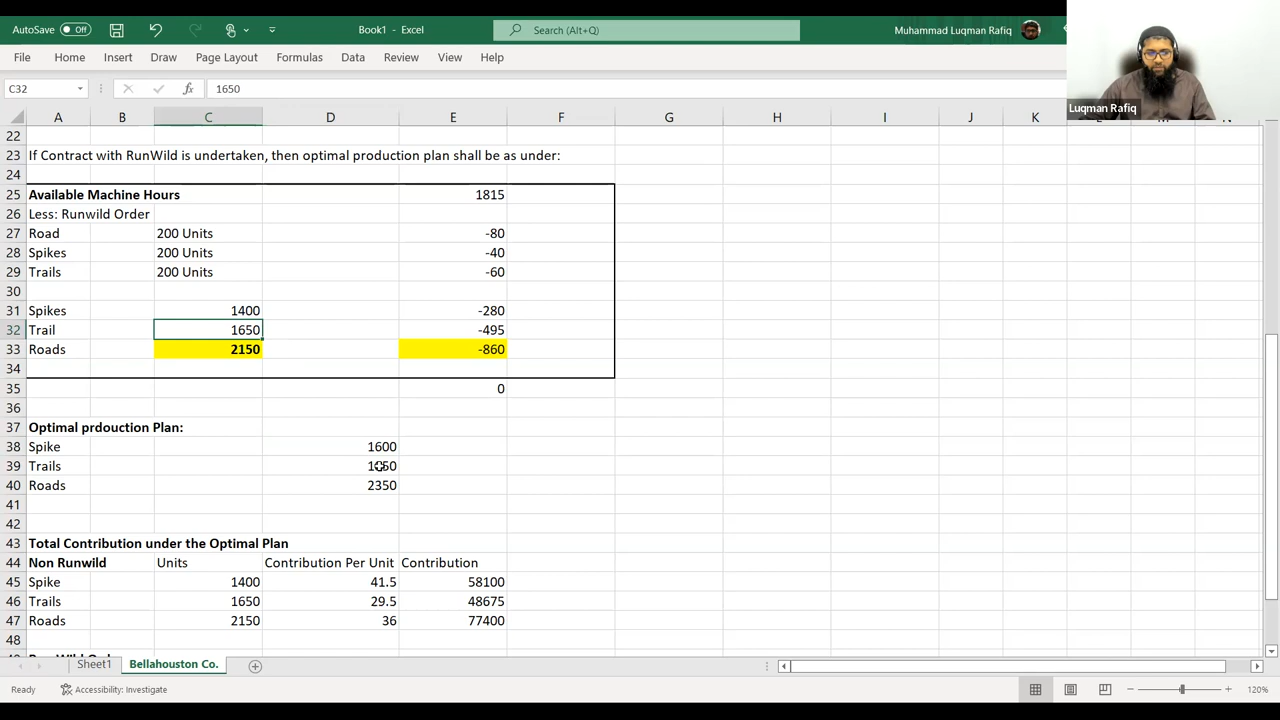 AutoSave Off Book1 - Excel Search (Alt+Q) Muhammad Luqman Rafiq
File Home Insert Draw Page Layout Formulas Data Review View Help
Luqman Rafiq
C32 fx 1650
A B C D E F G H I J K
22
23 If Contract with RunWild is undertaken, then optimal production plan shall be as under:
24
25 Available Machine Hours 1815
26 Less: Runwild Order
27 Road 200 Units -80
28 Spikes 200 Units -40
29 Trails 200 Units -60
30
31 Spikes 1400 -280
32 Trail 1650 -495
33 Roads 2150 -860
34
35 0
36
37 Optimal prdouction Plan:
38 Spike 1600
39 Trails
40 Roads 2350
41
42
43 Total Contribution under the Optimal Plan
44 Non Runwild Units Contribution Per Unit Contribution
45 Spike 1400 41.5 58100
46 Trails 1650 29.5 48675
47 Roads 2150 36 77400
48
Sheet1 Bellahouston Co.
Ready Accessibility: Investigate 120%